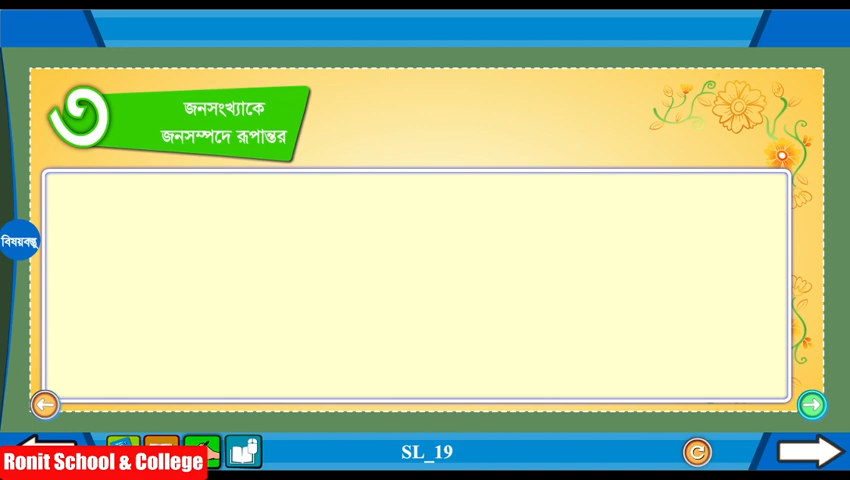 ৩
জনসংখ্যাকে
জনসম্পদে রূপান্তর
বিষয়বস্তু
SL_19
Ronit School & College